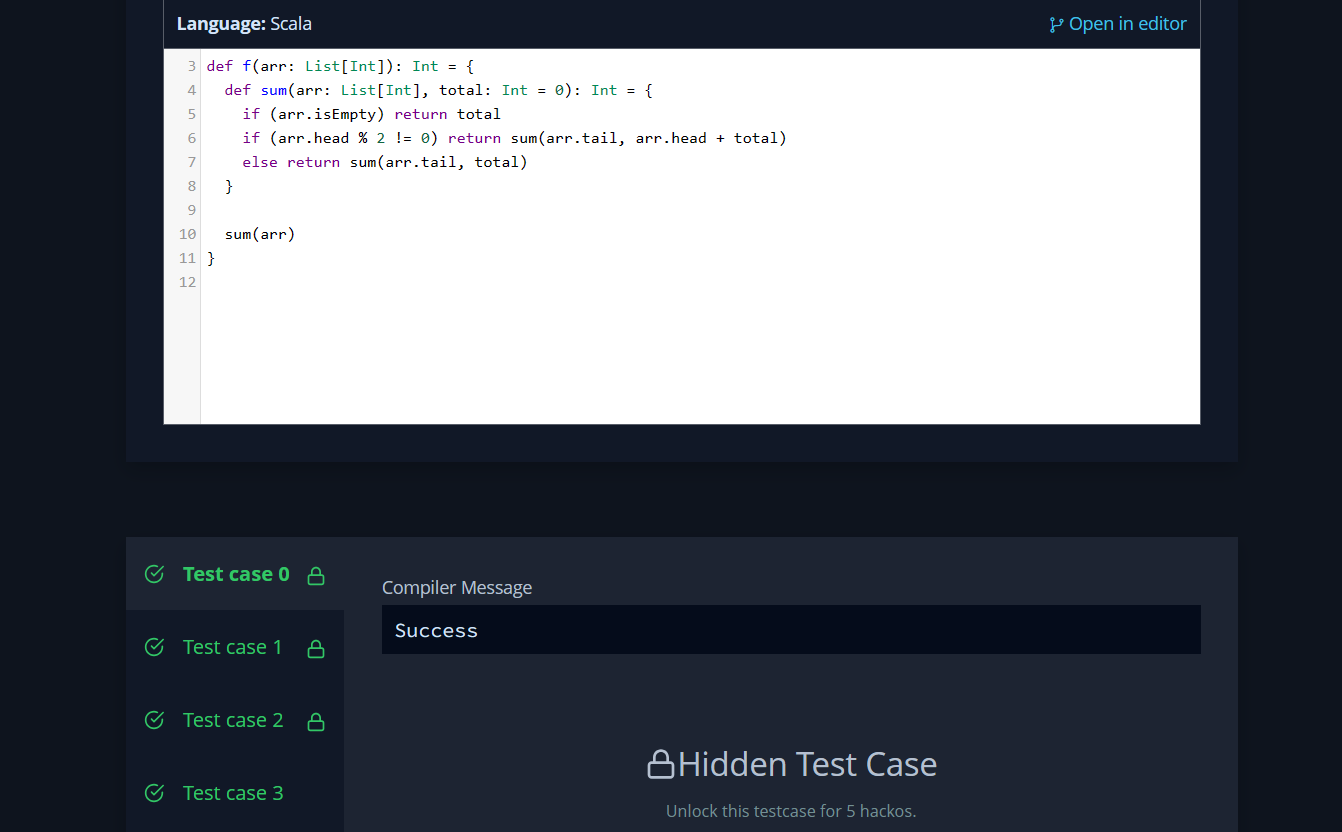 Language: Scala Open in editor
3 def f(arr: List[Int]): Int = {
4   def sum(arr: List[Int], total: Int = 0): Int = {
5     if (arr.isEmpty) return total
6     if (arr.head % 2 != 0) return sum(arr.tail, arr.head + total)
7     else return sum(arr.tail, total)
8   }
9
10   sum(arr)
11 }
12
Test case 0
Compiler Message
Success
Test case 1
Test case 2
Hidden Test Case
Test case 3
Unlock this testcase for 5 hackos.